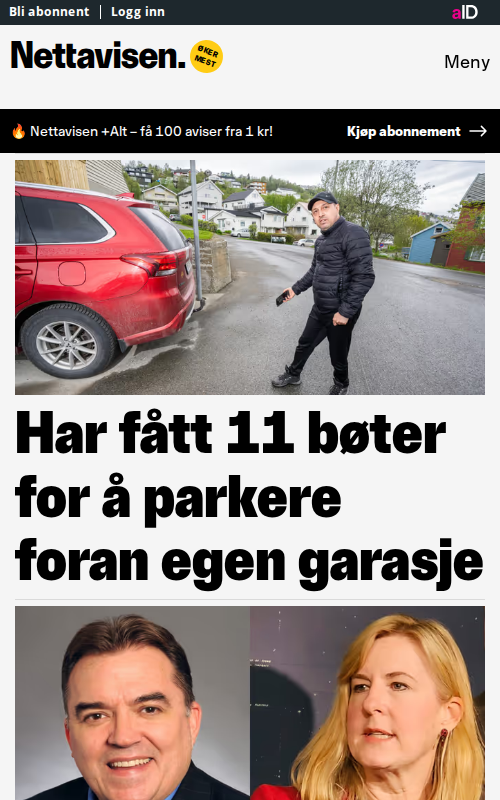 Bli abonnent
Logg inn
aID
Nettavisen.
ØKER
MEST
Meny
Nettavisen +Alt – få 100 aviser fra 1 kr!
Kjøp abonnement
Har fått 11 bøter
for å parkere
foran egen garasje